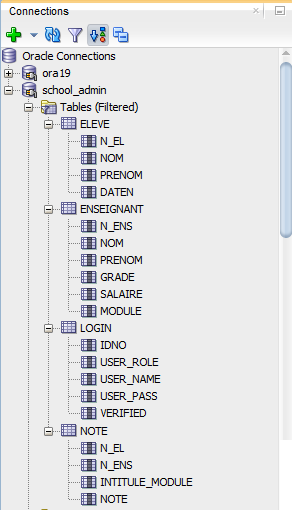 Connections
Oracle Connections
ora19
school_admin
Tables (Filtered)
ELEVE
N_EL
NOM
PRENOM
DATEN
ENSEIGNANT
N_ENS
NOM
PRENOM
GRADE
SALAIRE
MODULE
LOGIN
IDNO
USER_ROLE
USER_NAME
USER_PASS
VERIFIED
NOTE
N_EL
N_ENS
INTITULE_MODULE
NOTE